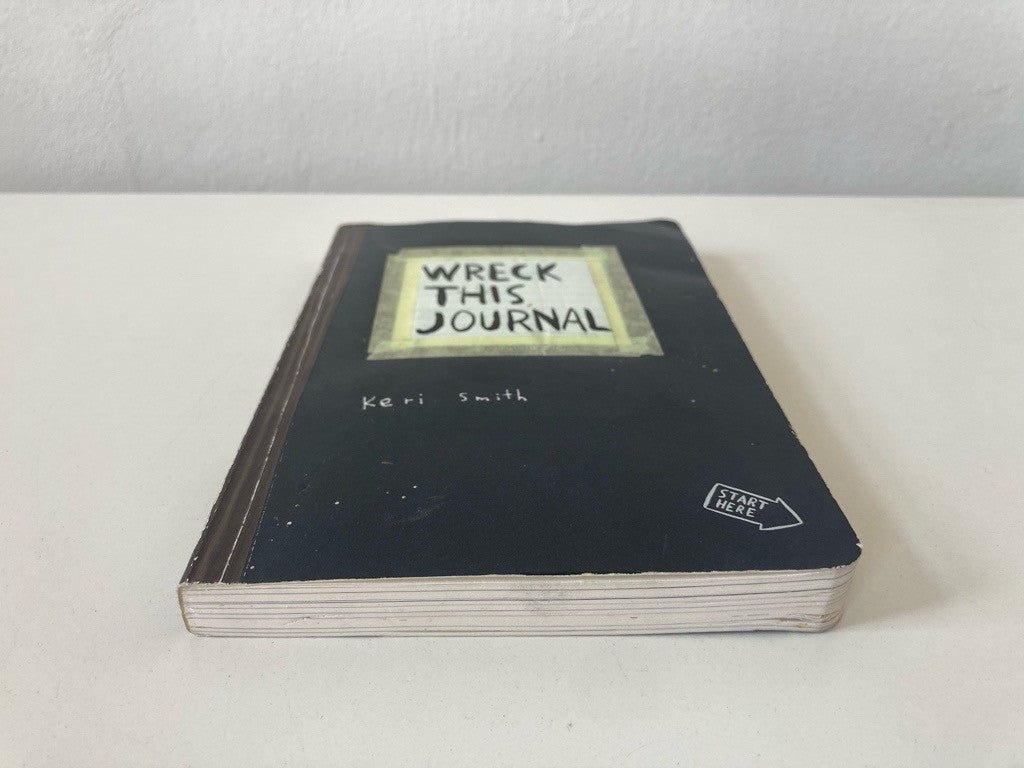 WRECK
THIS
JOURNAL
Keri Smith
START
HERE